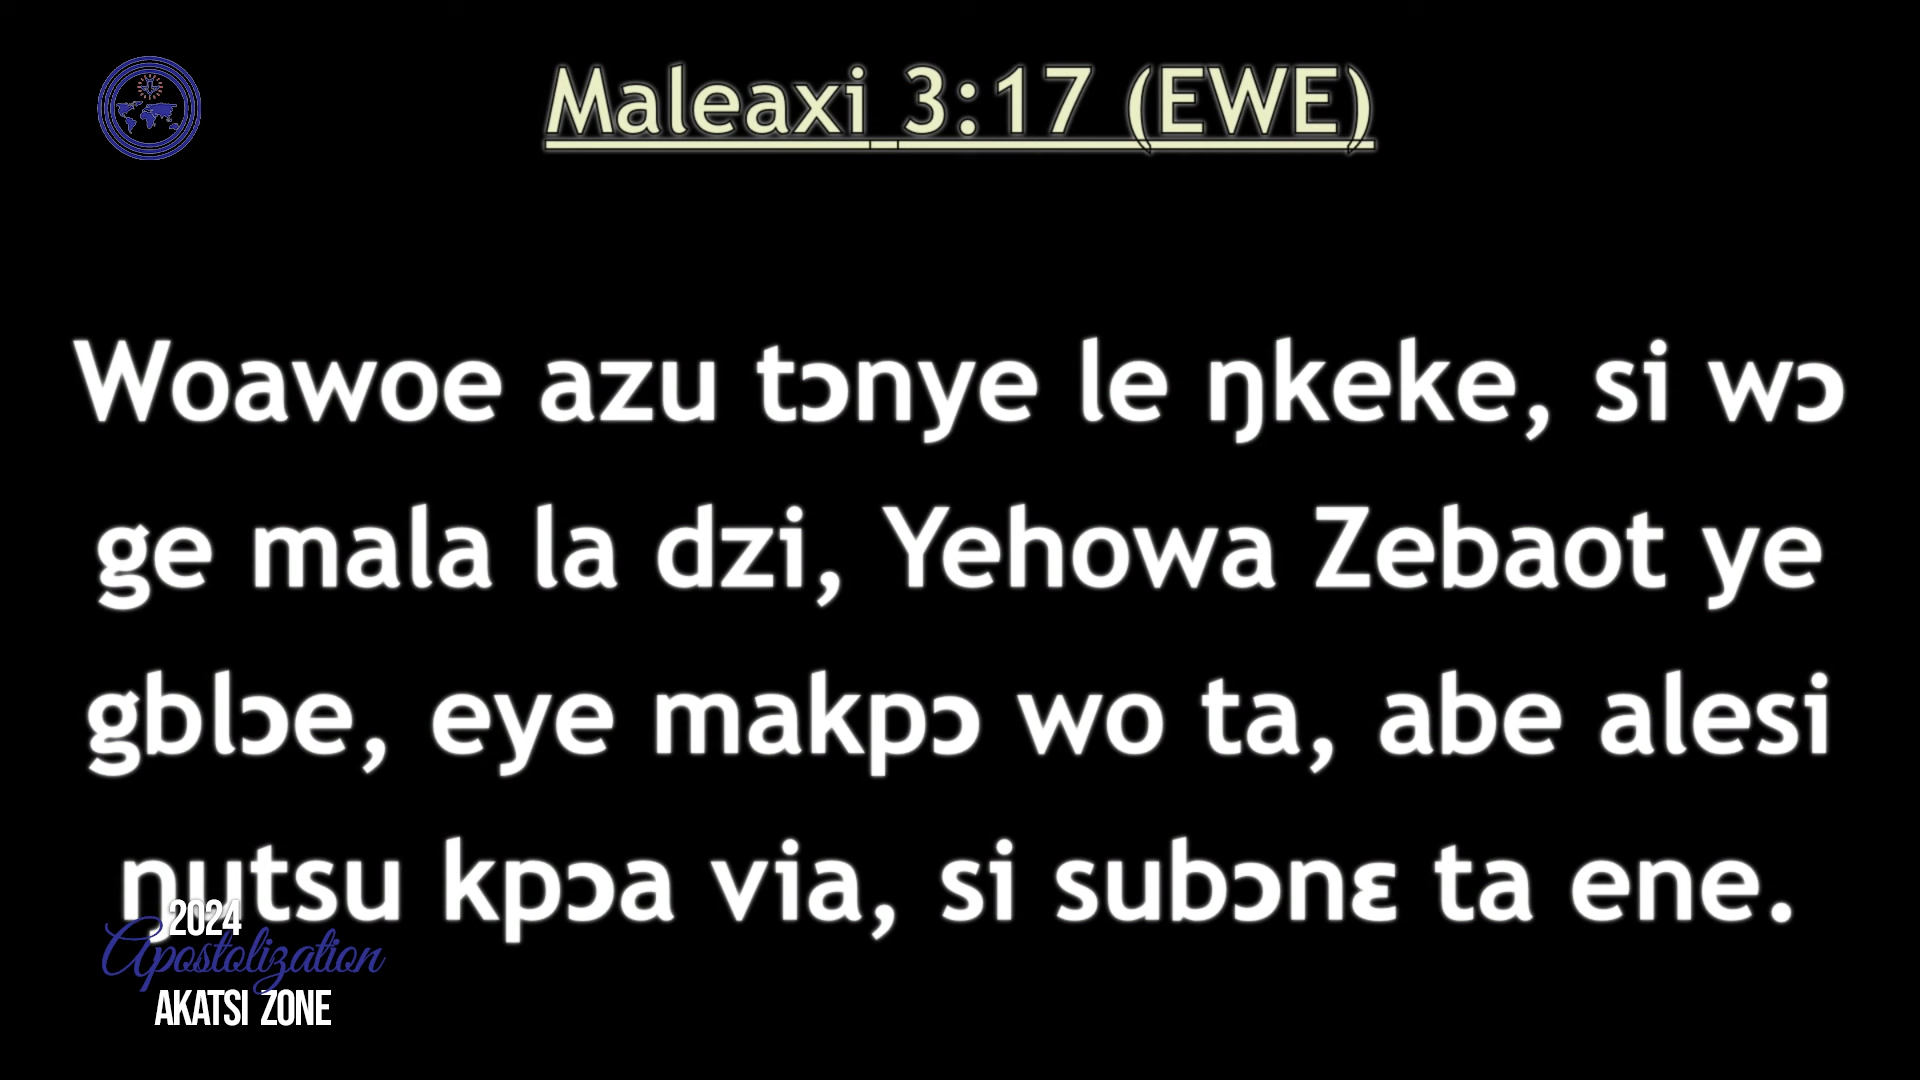 Maleaxi 3:17 (EWE)
Woawoe azu tɔnye le ŋkeke, si wɔ
ge mala la dzi, Yehowa Zebaot ye
gblɔe, eye makpɔ wo ta, abe alesi
ŋutsu kpɔa via, si subɔnɛ ta ene.
2024
Apostolization
AKATSI ZONE